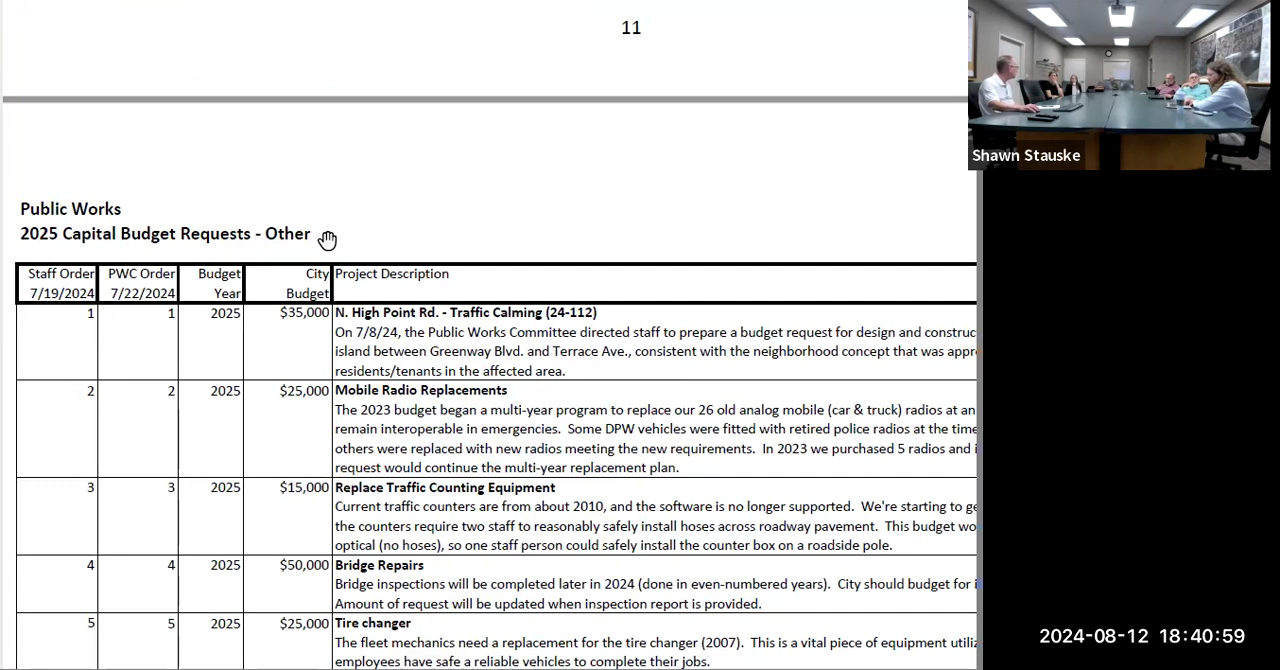 11
Shawn Stauske
Public Works
2025 Capital Budget Requests - Other
Staff Order PWC Order Budget City Project Description
7/19/2024 7/22/2024 Year Budget
1 1 2025 $35,000 N. High Point Rd. - Traffic Calming (24-112)
On 7/8/24, the Public Works Committee directed staff to prepare a budget request for design and construc
island between Greenway Blvd. and Terrace Ave., consistent with the neighborhood concept that was appr
residents/tenants in the affected area.
2 2 2025 $25,000 Mobile Radio Replacements
The 2023 budget began a multi-year program to replace our 26 old analog mobile (car & truck) radios at an
remain interoperable in emergencies. Some DPW vehicles were fitted with retired police radios at the time
others were replaced with new radios meeting the new requirements. In 2023 we purchased 5 radios and i
request would continue the multi-year replacement plan.
3 3 2025 $15,000 Replace Traffic Counting Equipment
Current traffic counters are from about 2010, and the software is no longer supported. We're starting to ge
the counters require two staff to reasonably safely install hoses across roadway pavement. This budget wo
optical (no hoses), so one staff person could safely install the counter box on a roadside pole.
4 4 2025 $50,000 Bridge Repairs
Bridge inspections will be completed later in 2024 (done in even-numbered years). City should budget for i
Amount of request will be updated when inspection report is provided.
5 5 2025 $25,000 Tire changer
The fleet mechanics need a replacement for the tire changer (2007). This is a vital piece of equipment utiliz
employees have safe a reliable vehicles to complete their jobs.
2024-08-12 18:40:59